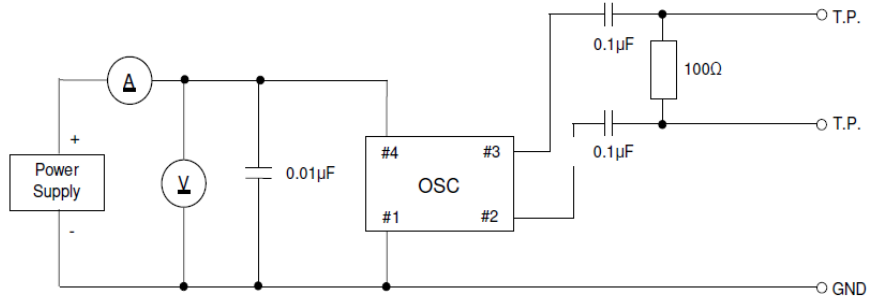 T.P.
0.1µF
100Ω
A
T.P.
+
0.1µF
#4
#3
Power
Supply
V
0.01µF
OSC
#1
#2
-
GND